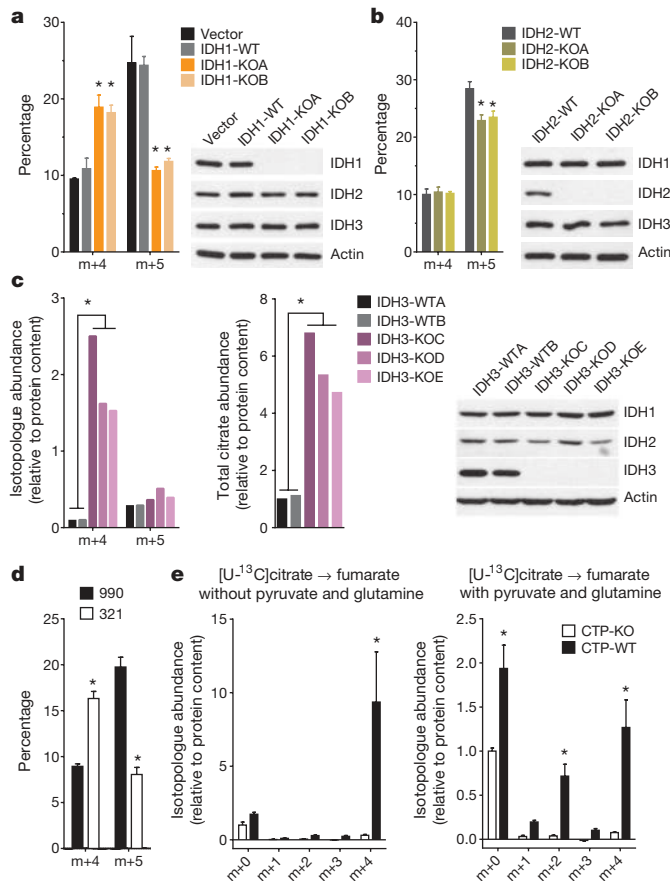 a
Percentage
30
20
10
0
m+4
m+5
* *
* *
Vector
IDH1-WT
IDH1-KOA
IDH1-KOB
Vector
IDH1-WT
IDH1-KOA
IDH1-KOB
IDH1
IDH2
IDH3
Actin
b
Percentage
40
30
20
10
0
m+4
m+5
* *
IDH2-WT
IDH2-KOA
IDH2-KOB
IDH2-WT
IDH2-KOA
IDH2-KOB
IDH1
IDH2
IDH3
Actin
c
Isotopologue abundance
(relative to protein content)
3
2
1
0
m+4
m+5
*
Total citrate abundance
(relative to protein content)
8
6
4
2
0
*
IDH3-WTA
IDH3-WTB
IDH3-KOC
IDH3-KOD
IDH3-KOE
IDH3-WTA
IDH3-WTB
IDH3-KOC
IDH3-KOD
IDH3-KOE
IDH1
IDH2
IDH3
Actin
d
990
321
Percentage
25
20
15
10
5
0
m+4
m+5
*
*
e
[U-¹³C]citrate → fumarate
without pyruvate and glutamine
Isotopologue abundance
(relative to protein content)
15
10
5
0
m+0
m+1
m+2
m+3
m+4
*
[U-¹³C]citrate → fumarate
with pyruvate and glutamine
CTP-KO
CTP-WT
Isotopologue abundance
(relative to protein content)
2.5
2.0
1.5
1.0
0.5
0.0
m+0
m+1
m+2
m+3
m+4
*
*
*